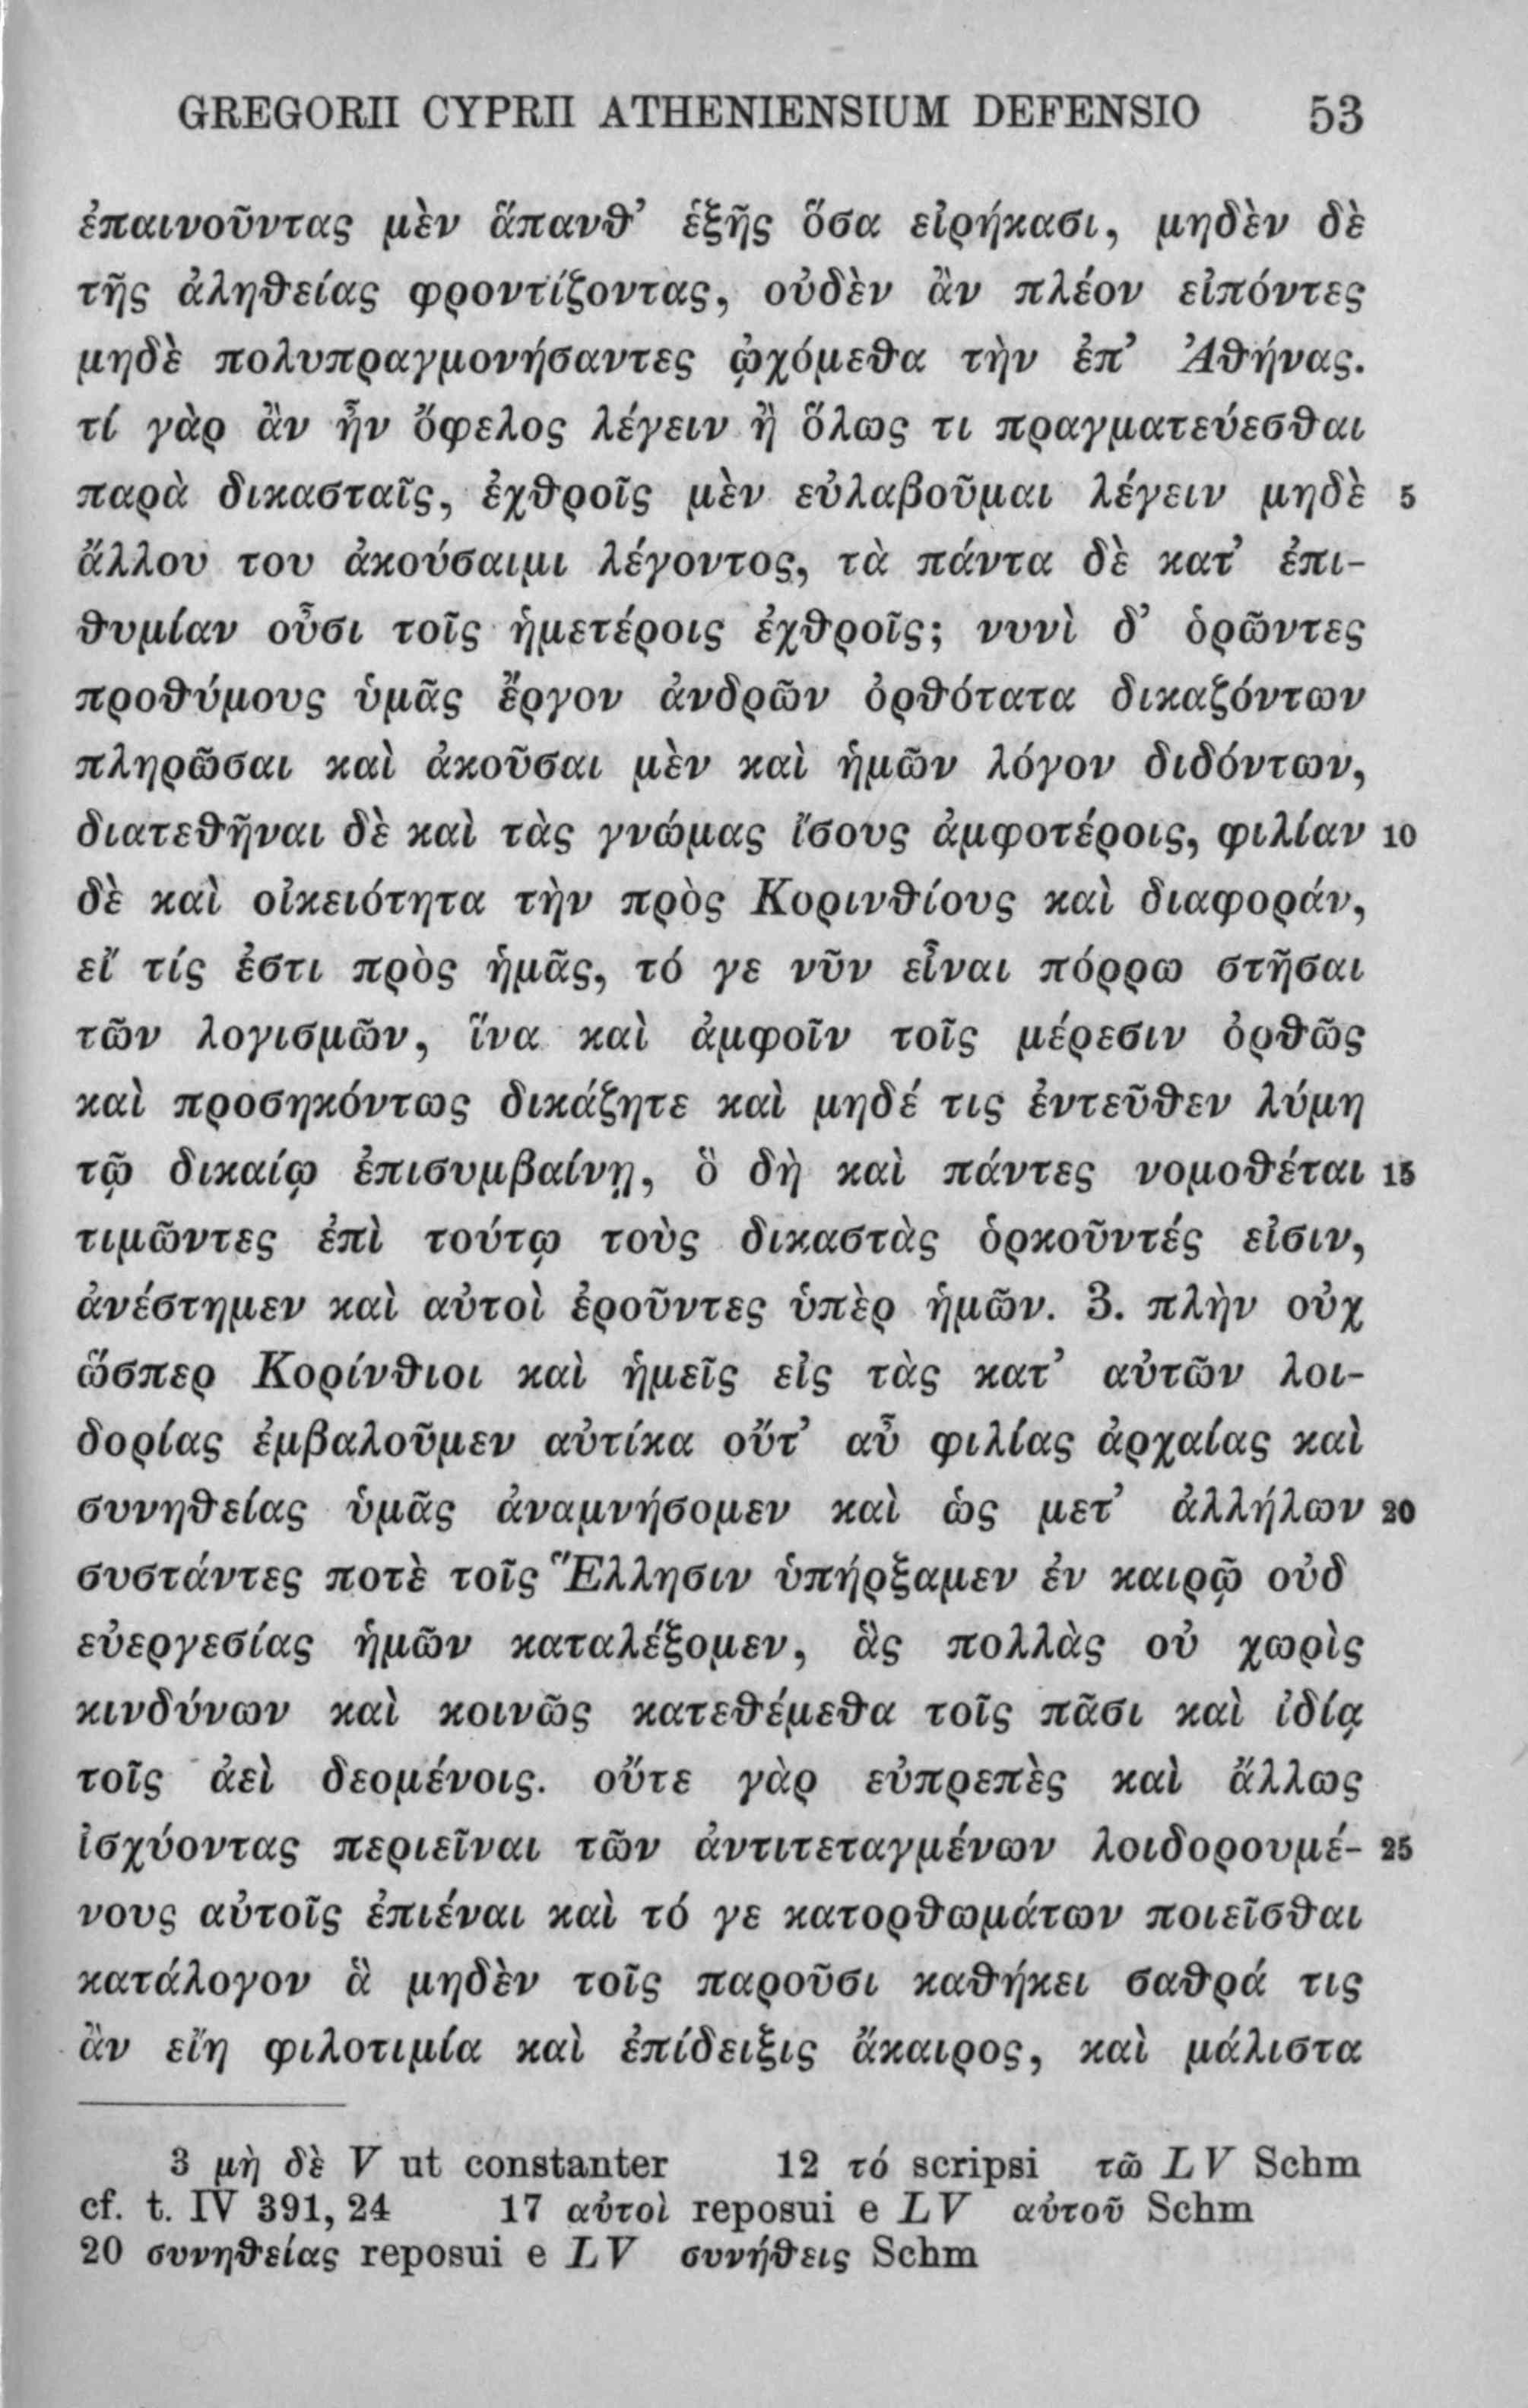 GREGORII CYPRII ATHENIENSIUM DEFENSIO 53
ἐπαινοῦντας μὲν ἅπανθ’ ἑξῆς ὅσα εἰρήκασι, μηδὲν δὲ
τῆς ἀληθείας φροντίζοντας, οὐδὲν ἂν πλέον εἰπόντες
μηδὲ πολυπραγμονήσαντες ᾠχόμεθα τὴν ἐπ’ Ἀθήνας.
τί γὰρ ἂν ἦν ὄφελος λέγειν ἢ ὅλως τι πραγματεύεσθαι
παρὰ δικασταῖς, ἐχθροῖς μὲν εὐλαβοῦμαι λέγειν μηδὲ 5
ἄλλου του ἀκούσαιμι λέγοντος, τὰ πάντα δὲ κατ’ ἐπι-
θυμίαν οὖσι τοῖς ἡμετέροις ἐχθροῖς; νυνὶ δ’ ὁρῶντες
προθύμους ὑμᾶς ἔργον ἀνδρῶν ὀρθότατα δικαζόντων
πληρῶσαι καὶ ἀκοῦσαι μὲν καὶ ἡμῶν λόγον διδόντων,
διατεθῆναι δὲ καὶ τὰς γνώμας ἴσους ἀμφοτέροις, φιλίαν 10
δὲ καὶ οἰκειότητα τὴν πρὸς Κορινθίους καὶ διαφοράν,
εἴ τίς ἐστι πρὸς ἡμᾶς, τό γε νῦν εἶναι πόρρω στῆσαι
τῶν λογισμῶν, ἵνα καὶ ἀμφοῖν τοῖς μέρεσιν ὀρθῶς
καὶ προσηκόντως δικάζητε καὶ μηδέ τις ἐντεῦθεν λύμη
τῷ δικαίῳ ἐπισυμβαίνῃ, ὃ δὴ καὶ πάντες νομοθέται 15
τιμῶντες ἐπὶ τούτῳ τοὺς δικαστὰς ὁρκοῦντές εἰσιν,
ἀνέστημεν καὶ αὐτοὶ ἐροῦντες ὑπὲρ ἡμῶν. 3. πλὴν οὐχ
ὥσπερ Κορίνθιοι καὶ ἡμεῖς εἰς τὰς κατ’ αὐτῶν λοι-
δορίας ἐμβαλοῦμεν αὐτίκα οὔτ’ αὖ φιλίας ἀρχαίας καὶ
συνηθείας ὑμᾶς ἀναμνήσομεν καὶ ὡς μετ’ ἀλλήλων 20
συστάντες ποτὲ τοῖς Ἕλλησιν ὑπήρξαμεν ἐν καιρῷ οὐδ
εὐεργεσίας ἡμῶν καταλέξομεν, ἃς πολλὰς οὐ χωρὶς
κινδύνων καὶ κοινῶς κατεθέμεθα τοῖς πᾶσι καὶ ἰδίᾳ
τοῖς ἀεὶ δεομένοις. οὔτε γὰρ εὐπρεπὲς καὶ ἄλλως
ἰσχύοντας περιεῖναι τῶν ἀντιτεταγμένων λοιδορουμέ- 25
νους αὐτοῖς ἐπιέναι καὶ τό γε κατορθωμάτων ποιεῖσθαι
κατάλογον ἃ μηδὲν τοῖς παροῦσι καθήκει σαθρά τις
ἂν εἴη φιλοτιμία καὶ ἐπίδειξις ἄκαιρος, καὶ μάλιστα
3 μὴ δὲ V ut constanter 12 τό scripsi τῶ LV Schm
cf. t. IV 391, 24 17 αὐτοὶ reposui e LV αὐτοῦ Schm
20 συνηθείας reposui e LV συνήθεις Schm